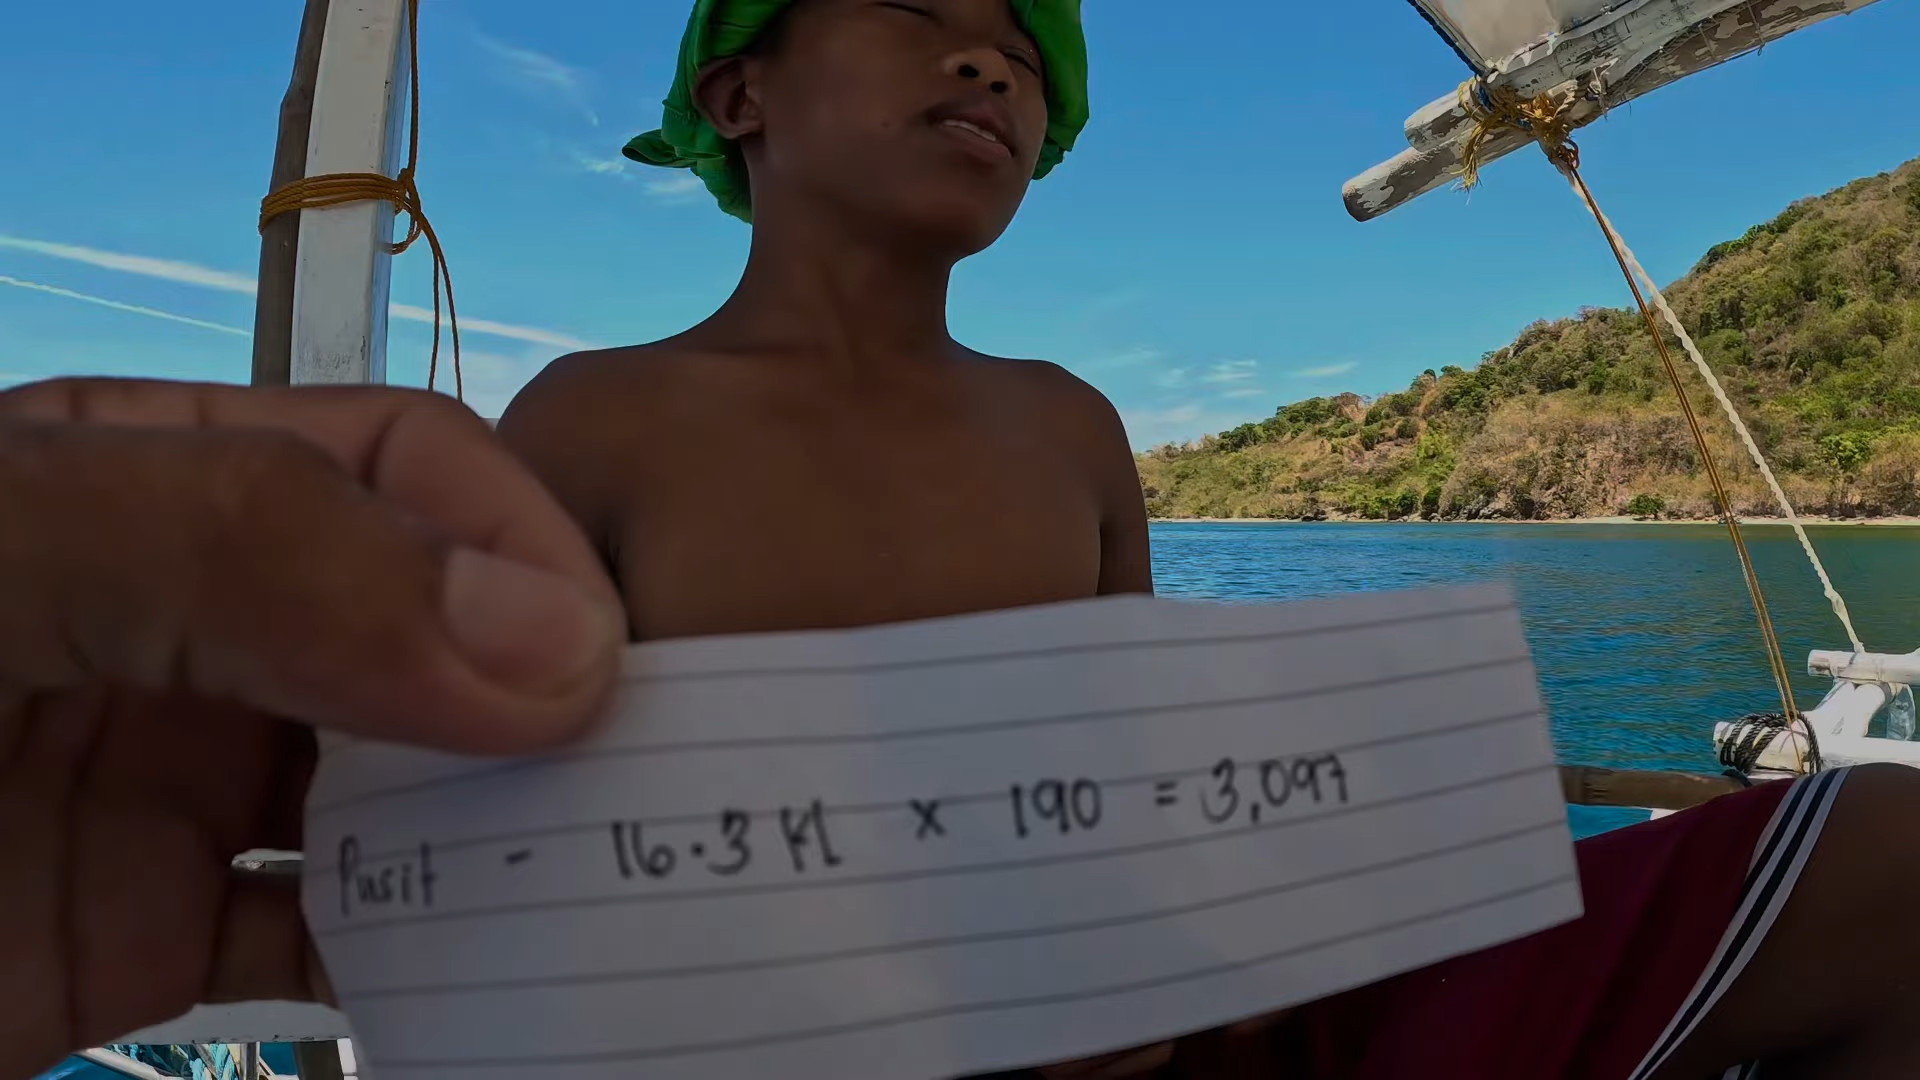 Pusit - 16.3 Kl x 190 = 3,097